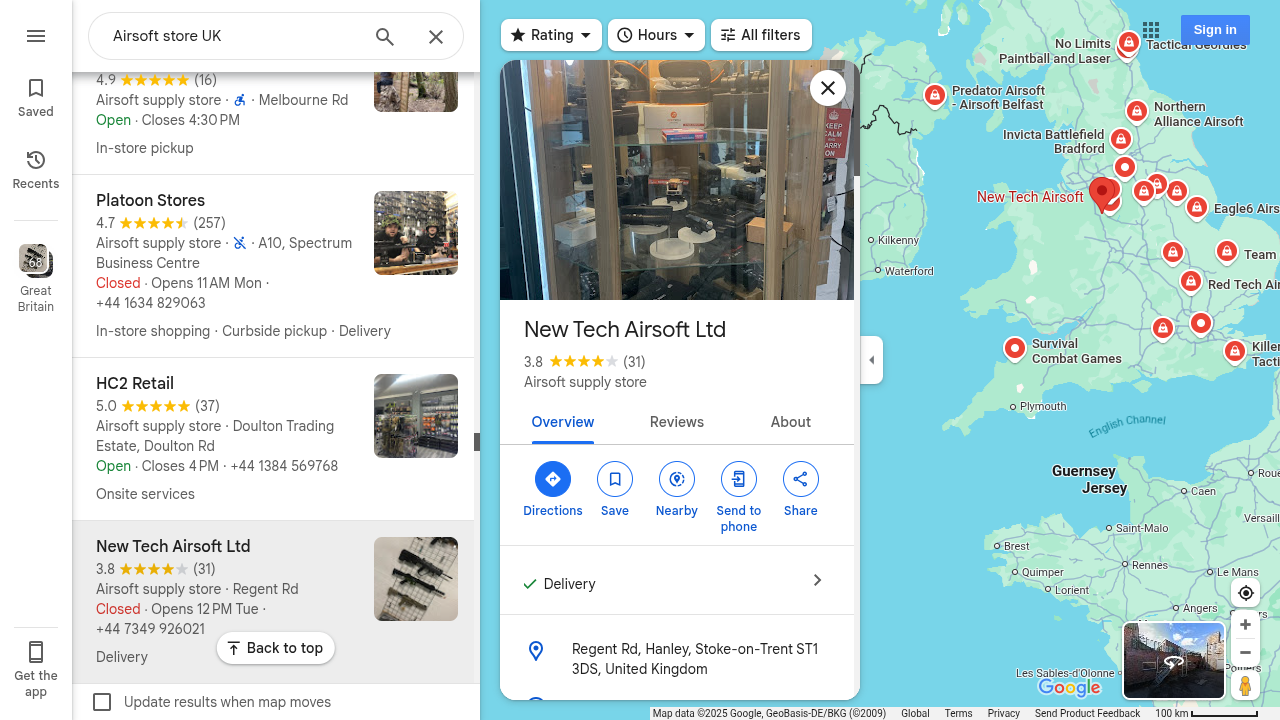 Airsoft store UK
Sign in
Rating
Hours
All filters
Saved
Recents
68
Great
Britain
Get the
app
4.9 (16)
Airsoft supply store · · Melbourne Rd
Open · Closes 4:30 PM
In-store pickup
Platoon Stores
4.7 (257)
Airsoft supply store · · A10, Spectrum
Business Centre
Closed · Opens 11 AM Mon ·
+44 1634 829063
In-store shopping · Curbside pickup · Delivery
HC2 Retail
5.0 (37)
Airsoft supply store · Doulton Trading
Estate, Doulton Rd
Open · Closes 4 PM · +44 1384 569768
Onsite services
New Tech Airsoft Ltd
3.8 (31)
Airsoft supply store · Regent Rd
Closed · Opens 12 PM Tue ·
+44 7349 926021
Delivery
Back to top
Update results when map moves
KEEP
CALM
AND
CARRY
ON
New Tech Airsoft Ltd
3.8 (31)
Airsoft supply store
Overview
Reviews
About
Directions
Save
Nearby
Send to
phone
Share
Delivery
Regent Rd, Hanley, Stoke-on-Trent ST1
3DS, United Kingdom
No Limits
Paintball and Laser
Tactical Geordies
Predator Airsoft
- Airsoft Belfast
Northern
Alliance Airsoft
Invicta Battlefield
Bradford
New Tech Airsoft
Eagle6 Airs
Kilkenny
Waterford
Team
Red Tech Air
Survival
Combat Games
Killer
Tacti
Plymouth
English Channel
Guernsey
Jersey
Caen
Roue
Versaill
Saint-Malo
Brest
Rennes
Quimper
Le Mans
Lorient
Angers
Les Sables-d'Olonne
Poitiers
Google
Map data ©2025 Google, GeoBasis-DE/BKG (©2009)
Global
Terms
Privacy
Send Product Feedback
100 km